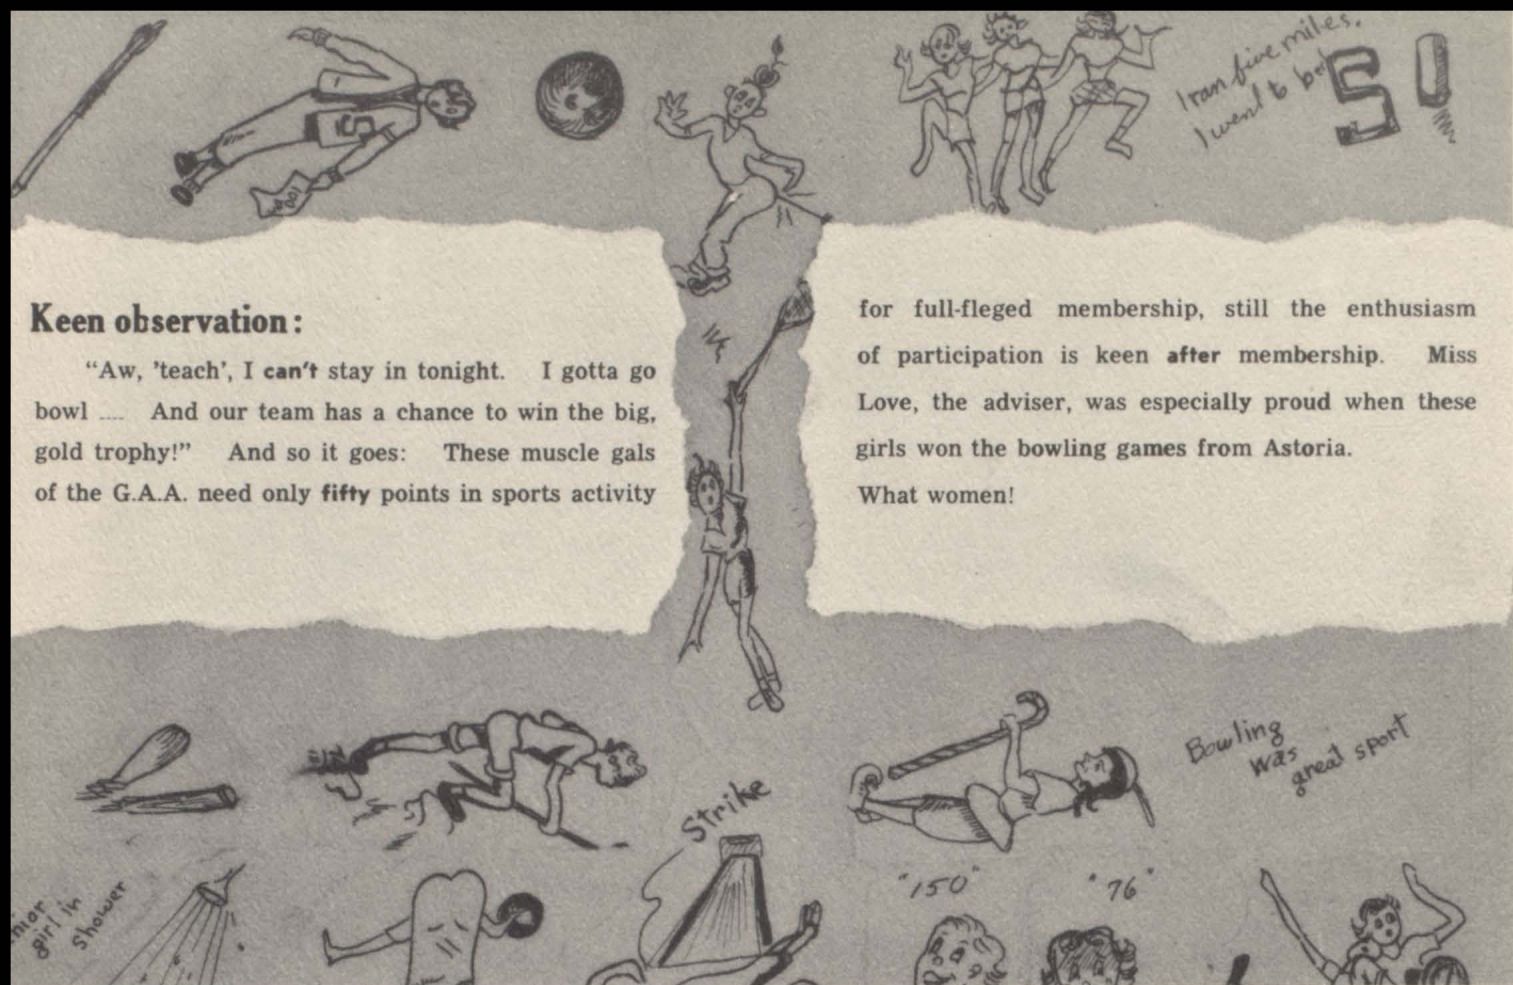 I ran five miles.
I went to bed
51
100 Pt.
Keen observation:
"Aw, 'teach', I can't stay in tonight. I gotta go
bowl .... And our team has a chance to win the big,
gold trophy!" And so it goes: These muscle gals
of the G.A.A. need only fifty points in sports activity
for full-fleged membership, still the enthusiasm
of participation is keen after membership. Miss
Love, the adviser, was especially proud when these
girls won the bowling games from Astoria.
What women!
Bowling
was
great sport
Strike
girl in
shower
"150"
"76"